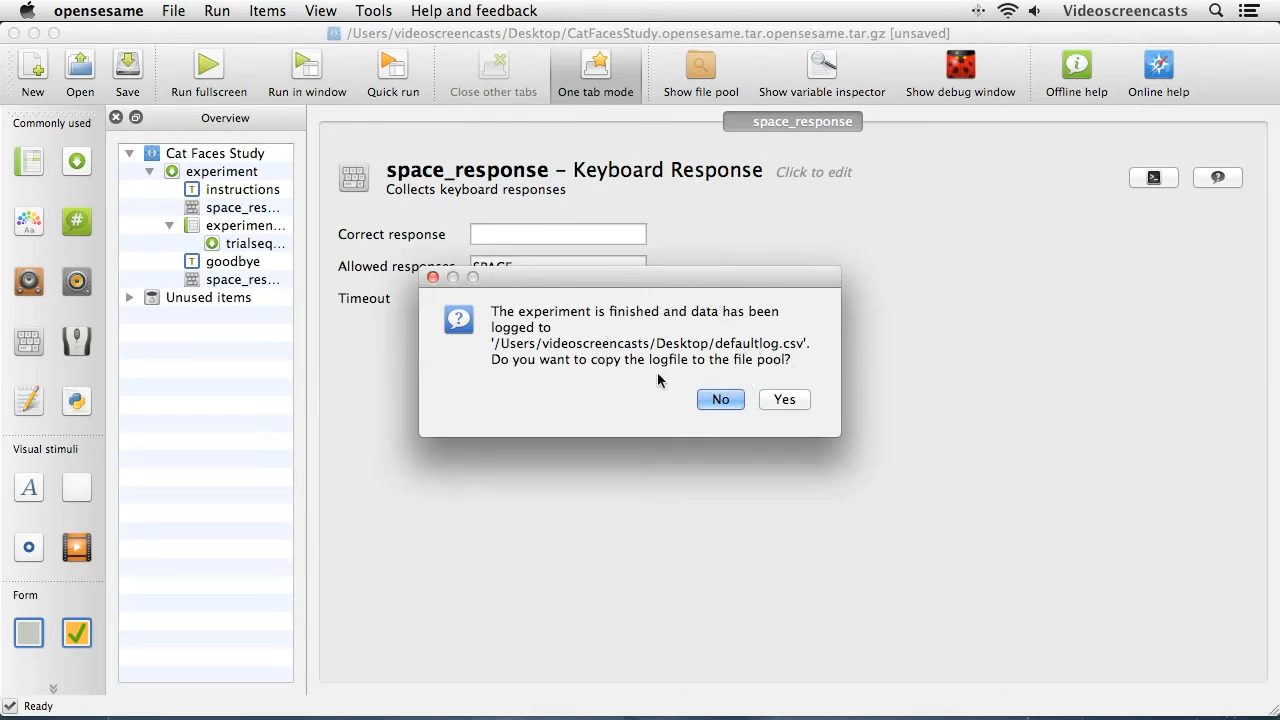 opensesame File Run Items View Tools Help and feedback Videoscreencasts
/Users/videoscreencasts/Desktop/CatFacesStudy.opensesame.tar.opensesame.tar.gz [unsaved]
New Open Save Run fullscreen Run in window Quick run Close other tabs One tab mode Show file pool Show variable inspector Show debug window Offline help Online help
Commonly used
Overview
space_response
Cat Faces Study
experiment
instructions
space_res...
experimen...
trialseq...
goodbye
space_res...
Unused items
space_response – Keyboard Response Click to edit
Collects keyboard responses
Correct response
Allowed responses SPACE
Timeout
The experiment is finished and data has been
logged to
'/Users/videoscreencasts/Desktop/defaultlog.csv'.
Do you want to copy the logfile to the file pool?
No Yes
Aa
#
Visual stimuli
A
Form
Ready